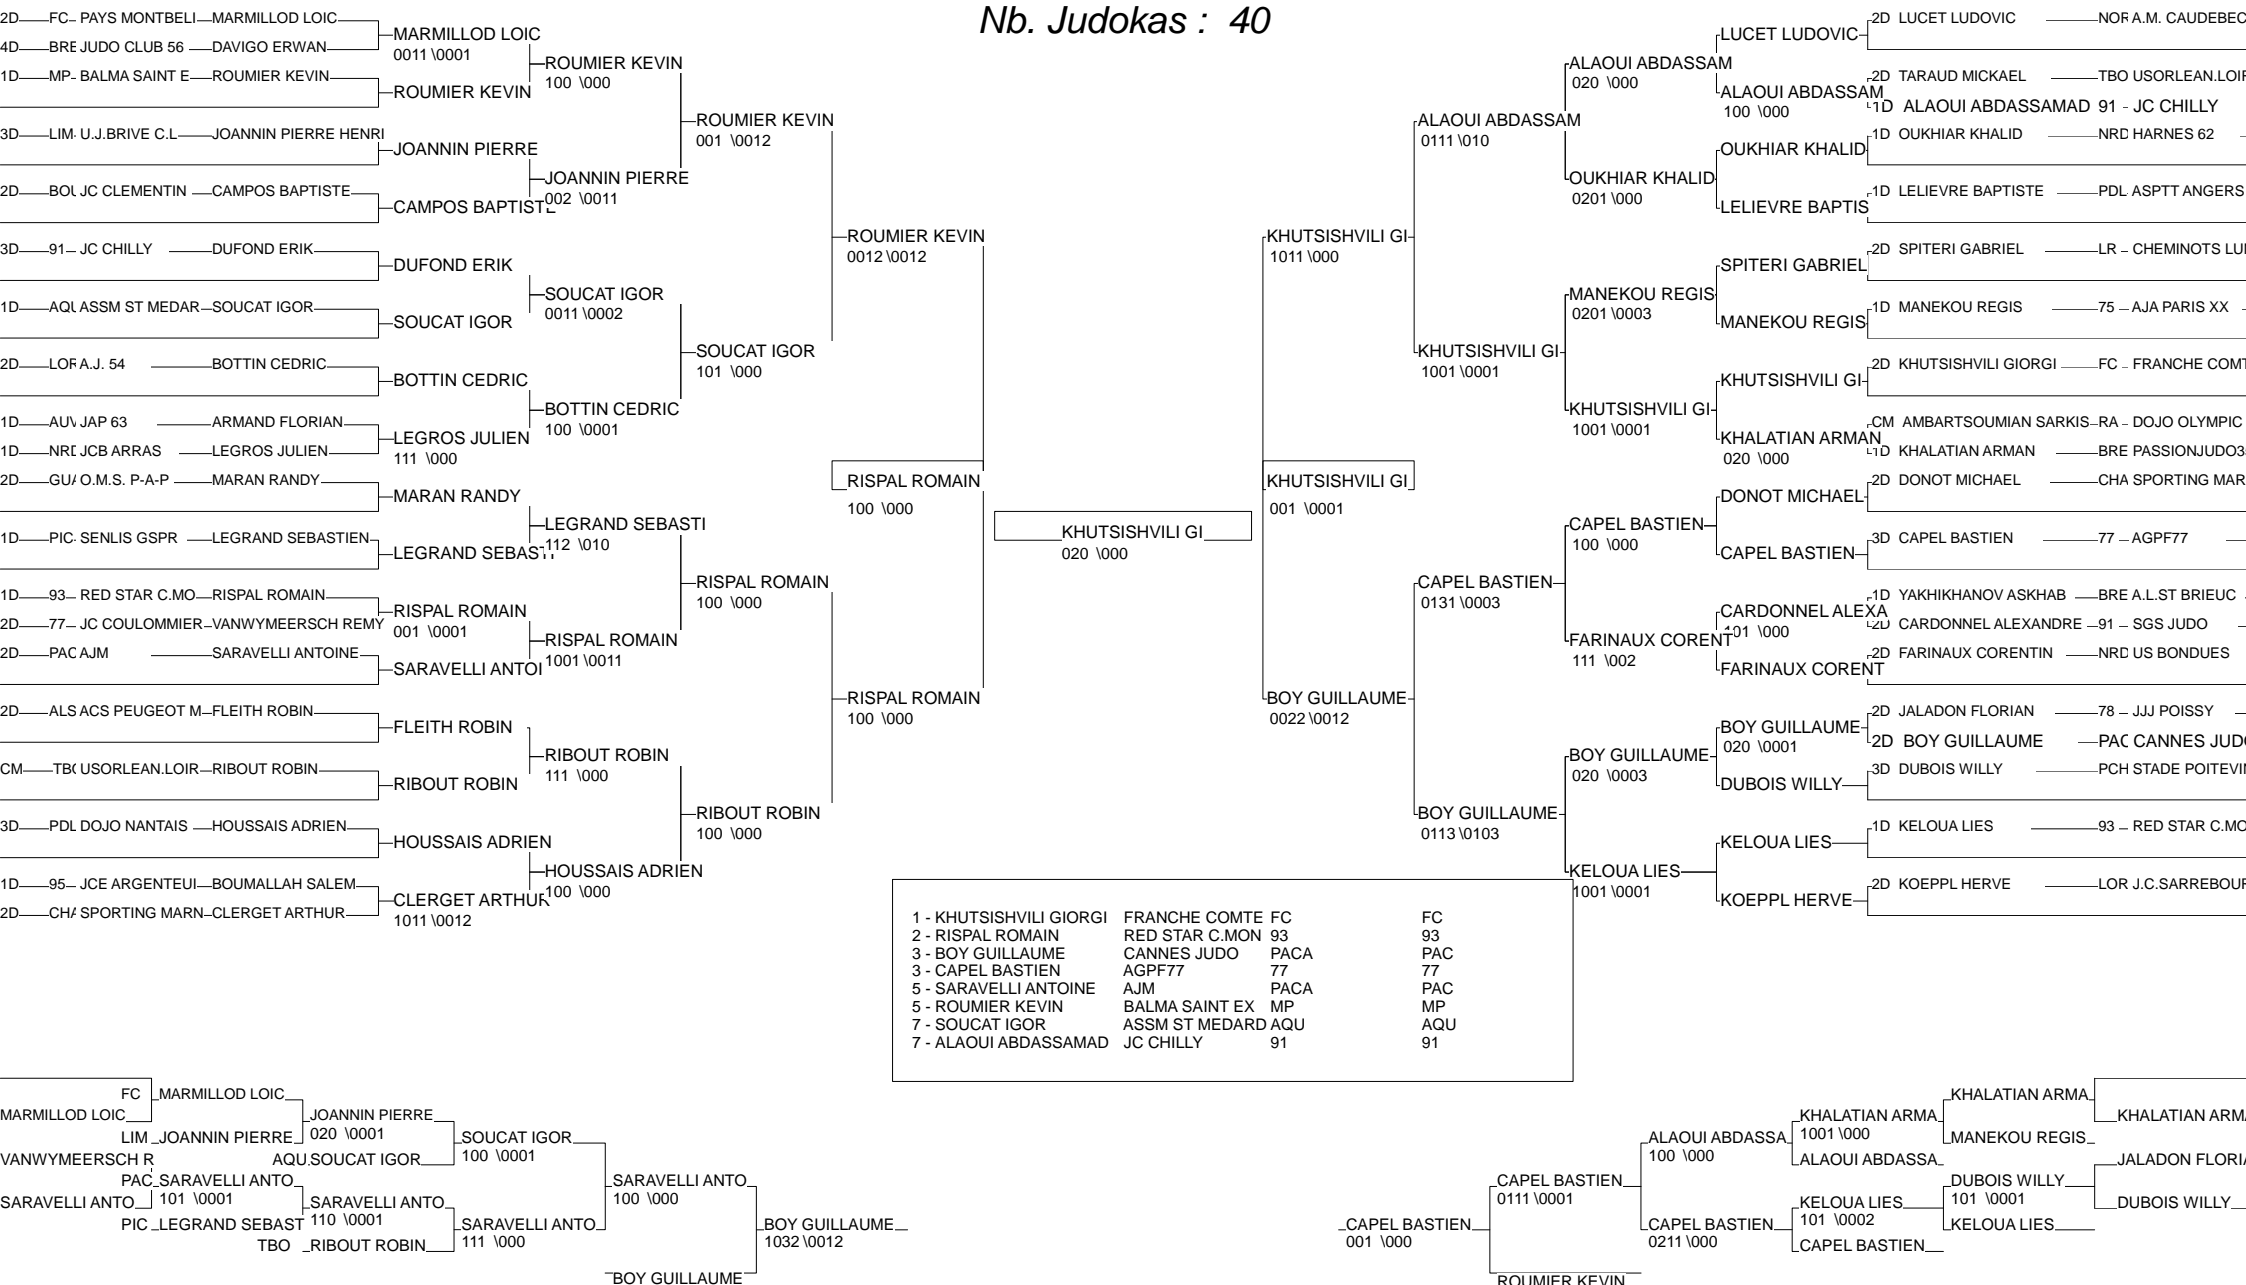 Nb. Judokas :  40
2D FC- PAYS MONTBELI MARMILLOD LOIC
4D BRE JUDO CLUB 56 DAVIGO ERWAN
1D MP- BALMA SAINT E ROUMIER KEVIN
3D LIM- U.J.BRIVE C.L JOANNIN PIERRE HENRI
2D BOU JC CLEMENTIN CAMPOS BAPTISTE
3D 91 JC CHILLY DUFOND ERIK
1D AQU ASSM ST MEDAR SOUCAT IGOR
2D LOR A.J. 54 BOTTIN CEDRIC
1D AUV JAP 63 ARMAND FLORIAN
1D NRD JCB ARRAS LEGROS JULIEN
2D GUA O.M.S. P-A-P MARAN RANDY
1D PIC- SENLIS GSPR LEGRAND SEBASTIEN
1D 93 RED STAR C.MO RISPAL ROMAIN
2D 77 JC COULOMMIER VANWYMEERSCH REMY
2D PAC AJM SARAVELLI ANTOINE
2D ALS ACS PEUGEOT M FLEITH ROBIN
CM TBO USORLEAN.LOIR RIBOUT ROBIN
3D PDL DOJO NANTAIS HOUSSAIS ADRIEN
1D 95 JCE ARGENTEUI BOUMALLAH SALEM
2D CHA SPORTING MARN CLERGET ARTHUR
MARMILLOD LOIC
0011 \0001
ROUMIER KEVIN
JOANNIN PIERRE
CAMPOS BAPTISTE
DUFOND ERIK
SOUCAT IGOR
BOTTIN CEDRIC
LEGROS JULIEN
111 \000
MARAN RANDY
LEGRAND SEBASTI
RISPAL ROMAIN
001 \0001
SARAVELLI ANTOI
FLEITH ROBIN
RIBOUT ROBIN
HOUSSAIS ADRIEN
CLERGET ARTHUR
1011 \0012
ROUMIER KEVIN
100 \000
JOANNIN PIERRE
002 \0011
SOUCAT IGOR
0011 \0002
BOTTIN CEDRIC
100 \0001
LEGRAND SEBASTI
112 \010
RISPAL ROMAIN
1001 \0011
RIBOUT ROBIN
111 \000
HOUSSAIS ADRIEN
100 \000
ROUMIER KEVIN
001 \0012
SOUCAT IGOR
101 \000
RISPAL ROMAIN
100 \000
RIBOUT ROBIN
100 \000
ROUMIER KEVIN
0012 \0012
RISPAL ROMAIN
100 \000
RISPAL ROMAIN
100 \000
KHUTSISHVILI GI
020 \000
KHUTSISHVILI GI
1011 \000
KHUTSISHVILI GI
001 \0001
BOY GUILLAUME
0022 \0012
ALAOUI ABDASSAM
0111 \010
KHUTSISHVILI GI
1001 \0001
CAPEL BASTIEN
0131 \0003
BOY GUILLAUME
0113 \0103
ALAOUI ABDASSAM
020 \000
OUKHIAR KHALID
0201 \000
MANEKOU REGIS
0201 \0003
KHUTSISHVILI GI
1001 \0001
CAPEL BASTIEN
100 \000
FARINAUX CORENT
111 \002
BOY GUILLAUME
020 \0003
KELOUA LIES
1001 \0001
LUCET LUDOVIC
ALAOUI ABDASSAM
100 \000
OUKHIAR KHALID
LELIEVRE BAPTIS
SPITERI GABRIEL
MANEKOU REGIS
KHUTSISHVILI GI
KHALATIAN ARMAN
020 \000
DONOT MICHAEL
CAPEL BASTIEN
CARDONNEL ALEXA
101 \000
FARINAUX CORENT
BOY GUILLAUME
020 \0001
DUBOIS WILLY
KELOUA LIES
KOEPPL HERVE
2D LUCET LUDOVIC NOR A.M. CAUDEBEC
2D TARAUD MICKAEL TBO USORLEAN.LOIR
1D ALAOUI ABDASSAMAD 91 - JC CHILLY
1D OUKHIAR KHALID NRD HARNES 62
1D LELIEVRE BAPTISTE PDL ASPTT ANGERS
2D SPITERI GABRIEL LR - CHEMINOTS LU
1D MANEKOU REGIS 75 - AJA PARIS XX
2D KHUTSISHVILI GIORGI FC - FRANCHE COMT
CM AMBARTSOUMIAN SARKIS RA - DOJO OLYMPIC
1D KHALATIAN ARMAN BRE PASSIONJUDO3
2D DONOT MICHAEL CHA SPORTING MAR
3D CAPEL BASTIEN 77 - AGPF77
1D YAKHIKHANOV ASKHAB BRE A.L.ST BRIEUC
2D CARDONNEL ALEXANDRE 91 - SGS JUDO
2D FARINAUX CORENTIN NRD US BONDUES
2D JALADON FLORIAN 78 - JJJ POISSY
2D BOY GUILLAUME PAC CANNES JUDO
3D DUBOIS WILLY PCH STADE POITEVI
1D KELOUA LIES 93 - RED STAR C.MO
2D KOEPPL HERVE LOR J.C.SARREBOUR
1 - KHUTSISHVILI GIORGI FRANCHE COMTE FC FC
2 - RISPAL ROMAIN RED STAR C.MON 93 93
3 - BOY GUILLAUME CANNES JUDO PACA PAC
3 - CAPEL BASTIEN AGPF77 77 77
5 - SARAVELLI ANTOINE AJM PACA PAC
5 - ROUMIER KEVIN BALMA SAINT EX MP MP
7 - SOUCAT IGOR ASSM ST MEDARD AQU AQU
7 - ALAOUI ABDASSAMAD JC CHILLY 91 91
MARMILLOD LOIC
VANWYMEERSCH R
SARAVELLI ANTO
FC MARMILLOD LOIC
LIM JOANNIN PIERRE
PAC SARAVELLI ANTO
101 \0001
PIC LEGRAND SEBAST
JOANNIN PIERRE
020 \0001
AQU SOUCAT IGOR
SARAVELLI ANTO
110 \0001
TBO RIBOUT ROBIN
SOUCAT IGOR
100 \0001
SARAVELLI ANTO
111 \000
SARAVELLI ANTO
100 \000
BOY GUILLAUME
BOY GUILLAUME
1032 \0012
CAPEL BASTIEN
001 \000
CAPEL BASTIEN
0111 \0001
ROUMIER KEVIN
ALAOUI ABDASSA
100 \000
CAPEL BASTIEN
0211 \000
KHALATIAN ARMA
1001 \000
ALAOUI ABDASSA
KELOUA LIES
101 \0002
CAPEL BASTIEN
KHALATIAN ARMA
MANEKOU REGIS
DUBOIS WILLY
101 \0001
KELOUA LIES
KHALATIAN ARMA
JALADON FLORIA
DUBOIS WILLY